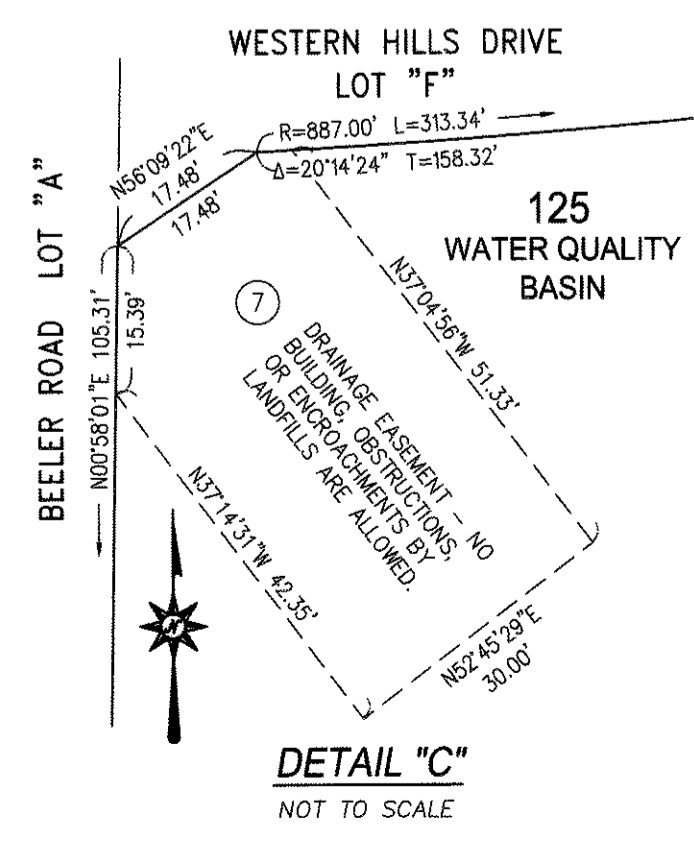 WESTERN HILLS DRIVE
LOT "F"
R=887.00' L=313.34'
Δ=20°14'24" T=158.32'
N56°09'22"E
17.48'
17.48'
BEELER ROAD LOT "A"
N00°58'01"E 105.31'
15.39'
125
WATER QUALITY
BASIN
7
N37°04'56"W 51.33'
DRAINAGE EASEMENT – NO
BUILDING, OBSTRUCTIONS,
OR ENCROACHMENTS BY
LANDFILLS ARE ALLOWED.
N37°14'31"W 42.35'
N52°45'29"E
30.00'
N
DETAIL "C"
NOT TO SCALE